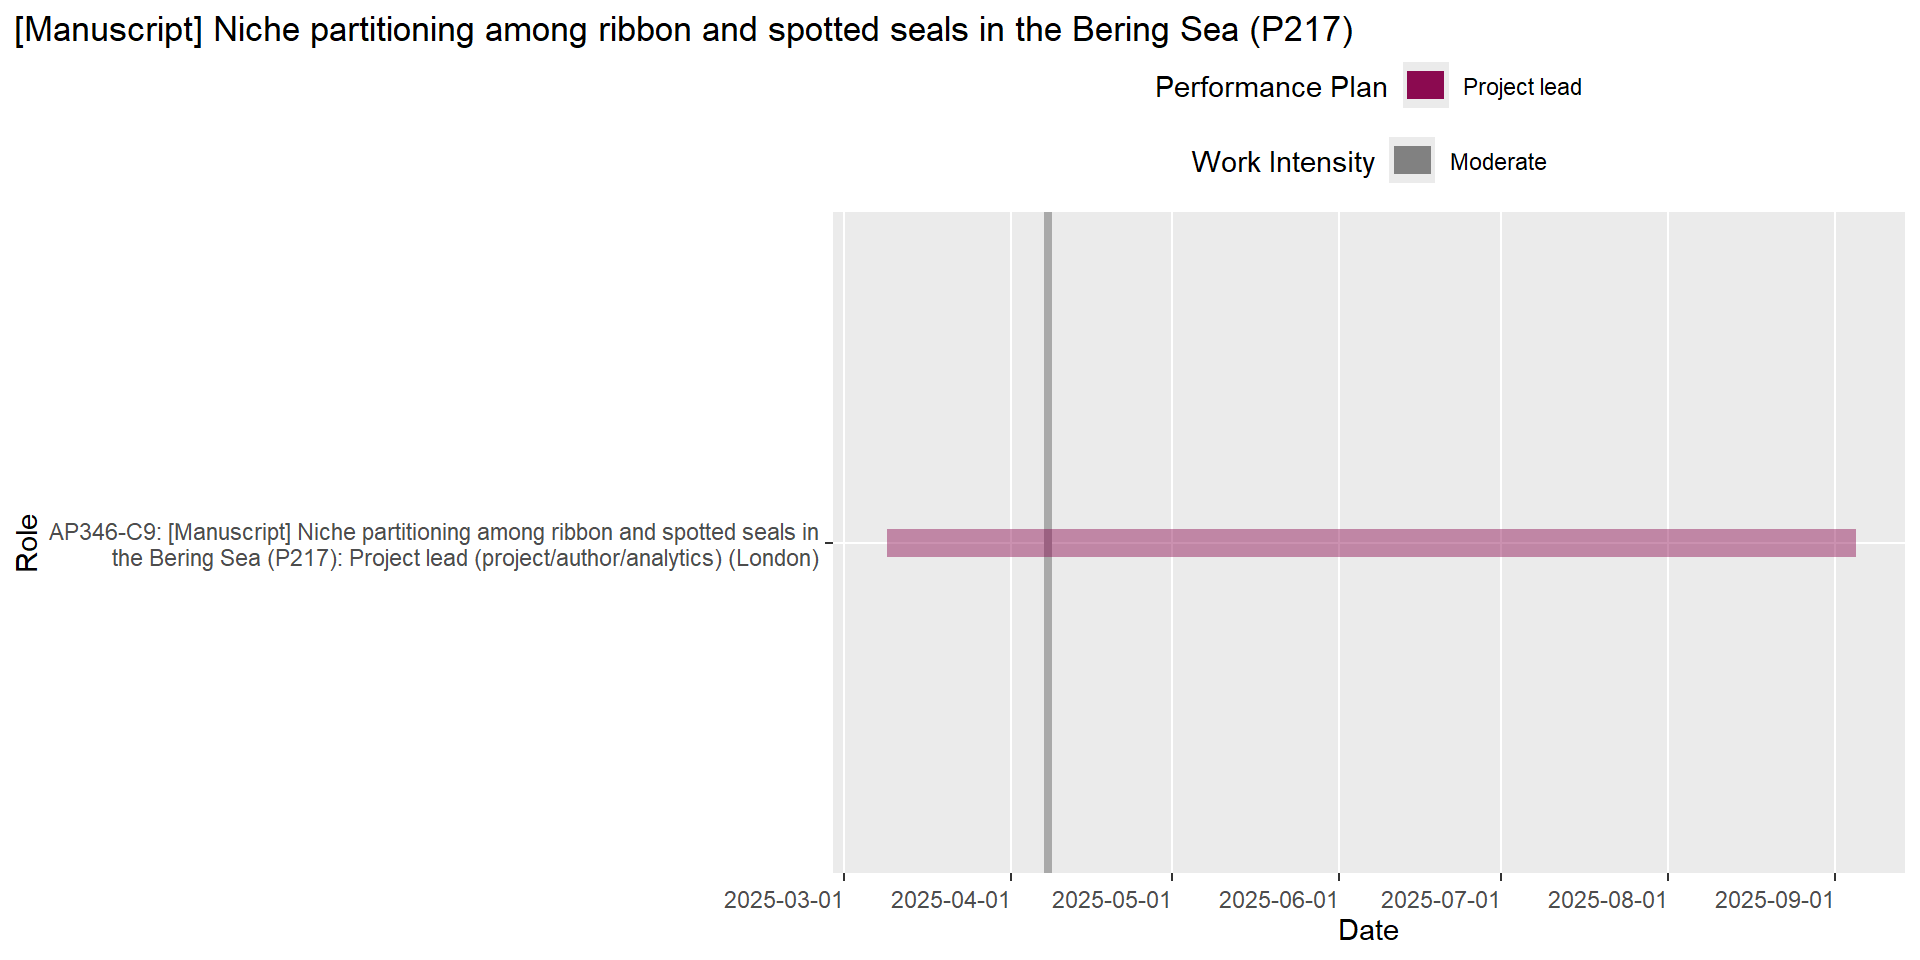 [Manuscript] Niche partitioning among ribbon and spotted seals in the Bering Sea (P217)
Performance Plan
Project lead
Work Intensity
Moderate
Role
AP346-C9: [Manuscript] Niche partitioning among ribbon and spotted seals in
the Bering Sea (P217): Project lead (project/author/analytics) (London)
2025-03-01
2025-04-01
2025-05-01
2025-06-01
2025-07-01
2025-08-01
2025-09-01
Date